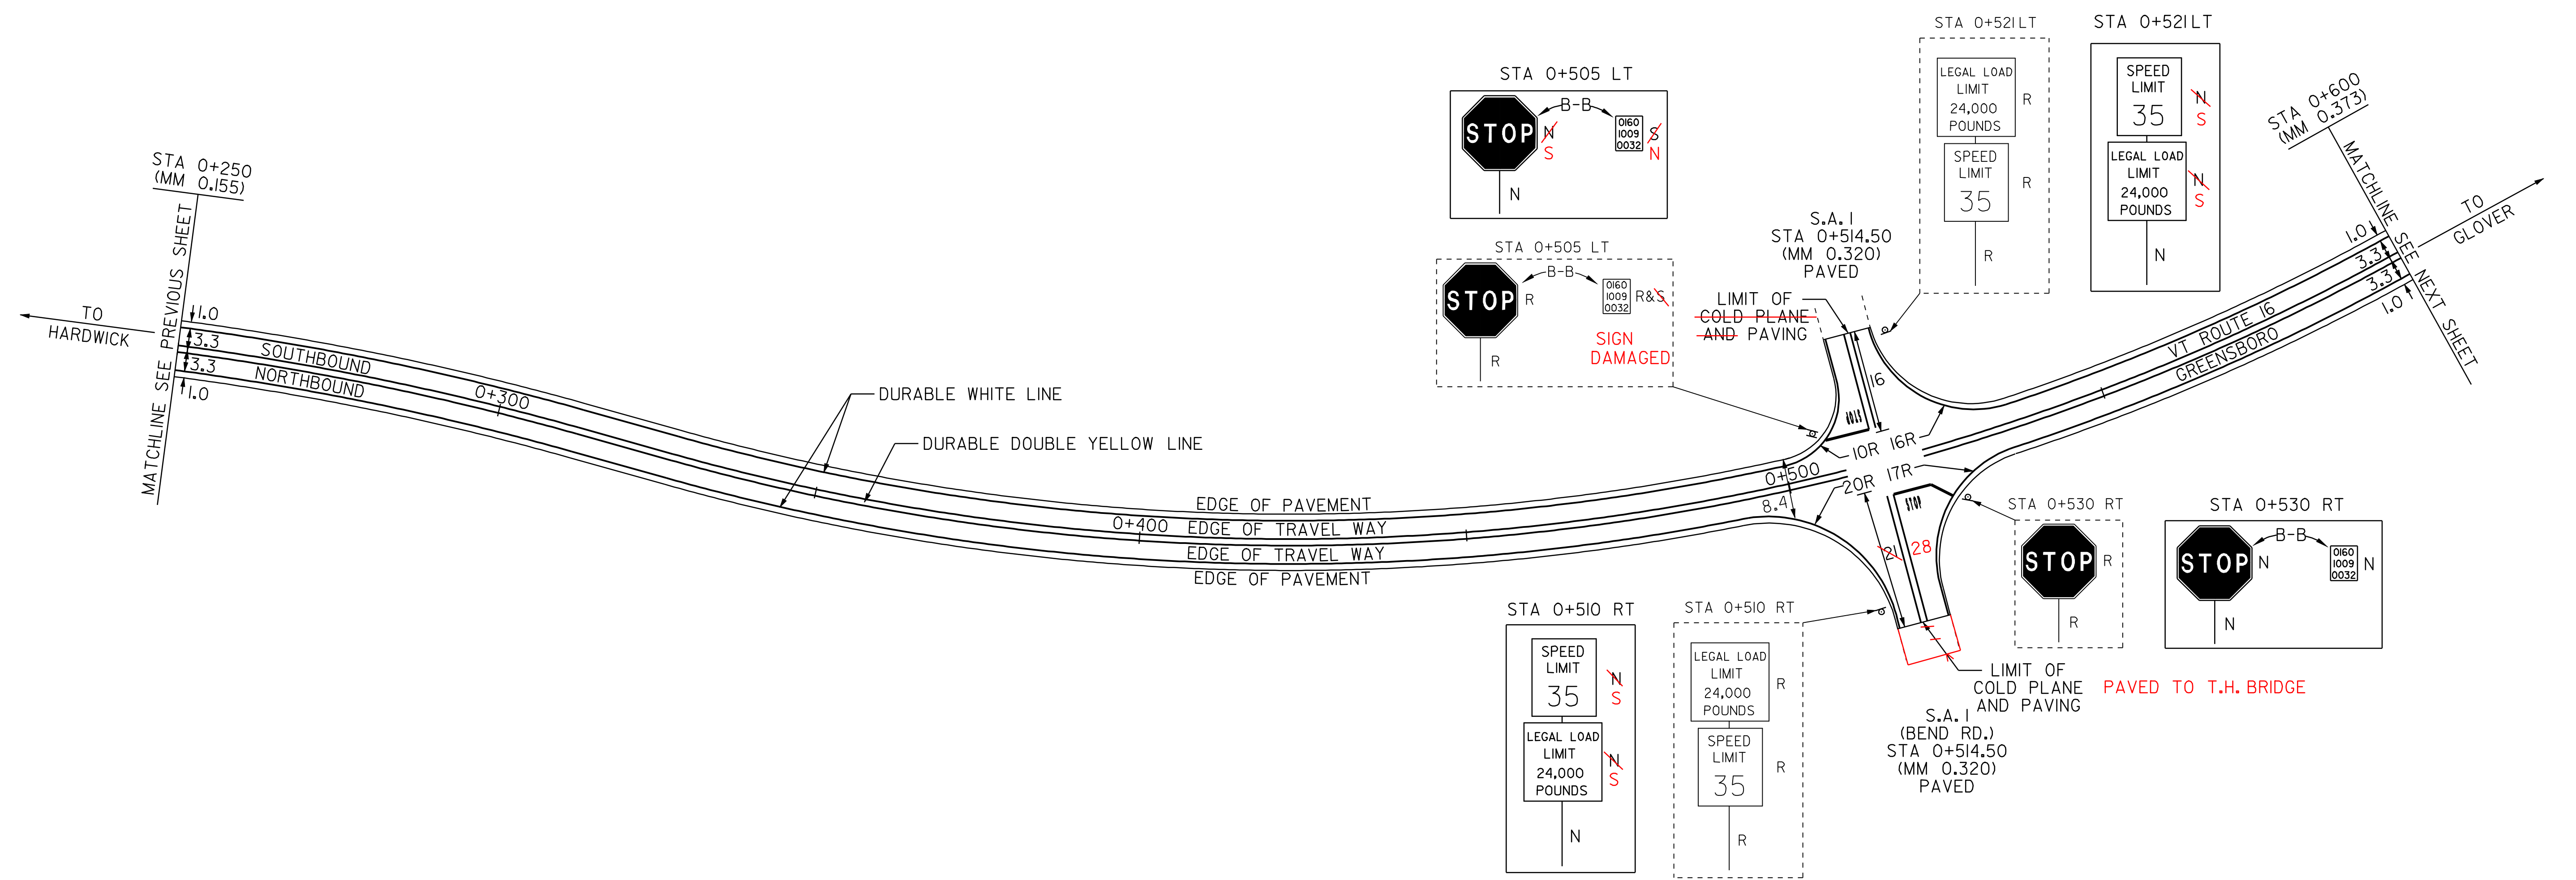 STA 0+250
(MM 0.155)
MATCHLINE SEE PREVIOUS SHEET
TO
HARDWICK
1.0
3.3
3.3
1.0
SOUTHBOUND
NORTHBOUND
0+300
DURABLE WHITE LINE
DURABLE DOUBLE YELLOW LINE
0+400
EDGE OF PAVEMENT
EDGE OF TRAVEL WAY
EDGE OF TRAVEL WAY
EDGE OF PAVEMENT
STA 0+505 LT
STOP
N
S
B-B
0160
1009
0032
S
N
N
STA 0+505 LT
STOP
R
B-B
0160
1009
0032
R&S
R
SIGN
DAMAGED
S.A. 1
STA 0+514.50
(MM 0.320)
PAVED
LIMIT OF
COLD PLANE
AND PAVING
STA 0+521LT
LEGAL LOAD
LIMIT
24,000
POUNDS
R
SPEED
LIMIT
35
R
R
STA 0+521LT
SPEED
LIMIT
35
N
S
LEGAL LOAD
LIMIT
24,000
POUNDS
N
S
N
STA 0+600
(MM 0.373)
MATCHLINE SEE NEXT SHEET
TO
GLOVER
1.0
3.3
3.3
1.0
VT ROUTE 16
GREENSBORO
16
STOP
10R
16R
0+500
20R
17R
8.4
STOP
21
28
STA 0+530 RT
STOP
R
R
STA 0+530 RT
STOP
N
B-B
0160
1009
0032
N
N
STA 0+510 RT
SPEED
LIMIT
35
N
S
LEGAL LOAD
LIMIT
24,000
POUNDS
N
S
N
STA 0+510 RT
LEGAL LOAD
LIMIT
24,000
POUNDS
R
SPEED
LIMIT
35
R
R
LIMIT OF
COLD PLANE
AND PAVING
PAVED TO T.H. BRIDGE
S.A. 1
(BEND RD.)
STA 0+514.50
(MM 0.320)
PAVED